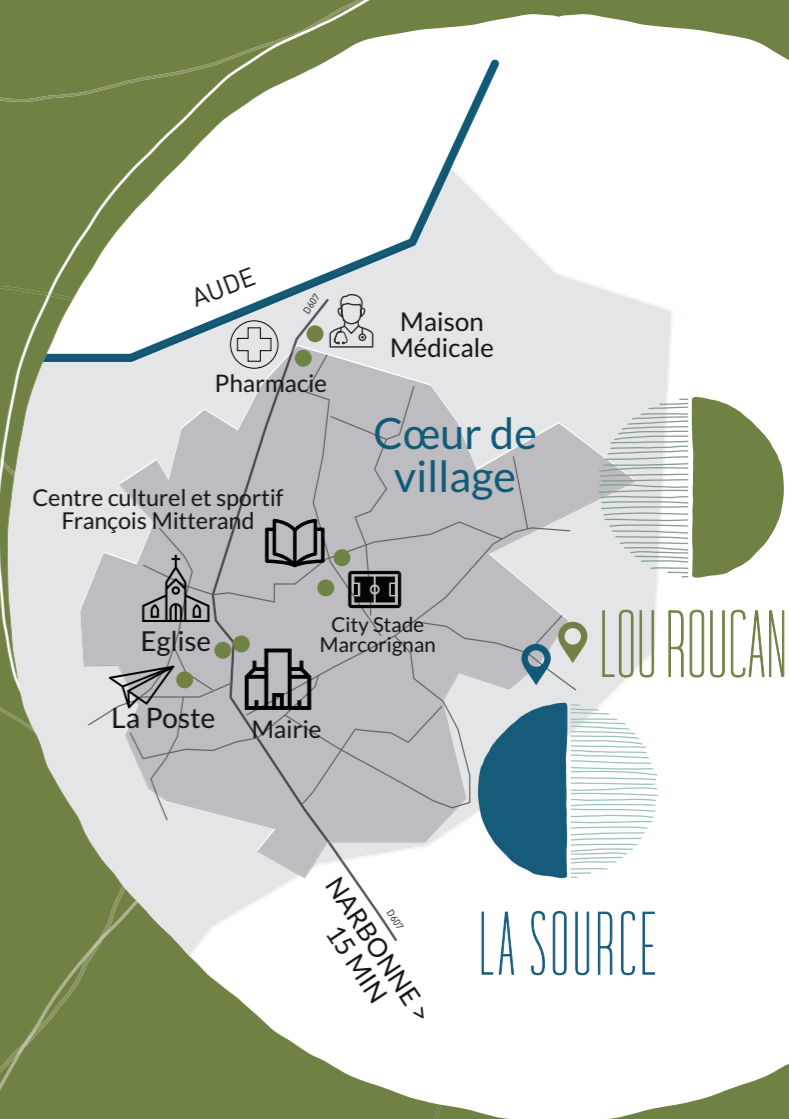 AUDE
D607
Maison
Médicale
Pharmacie
Cœur de
village
Centre culturel et sportif
François Mitterand
City Stade
Marcorignan
Eglise
LOU ROUCAN
La Poste
Mairie
D607
NARBONNE >
15 MIN
LA SOURCE